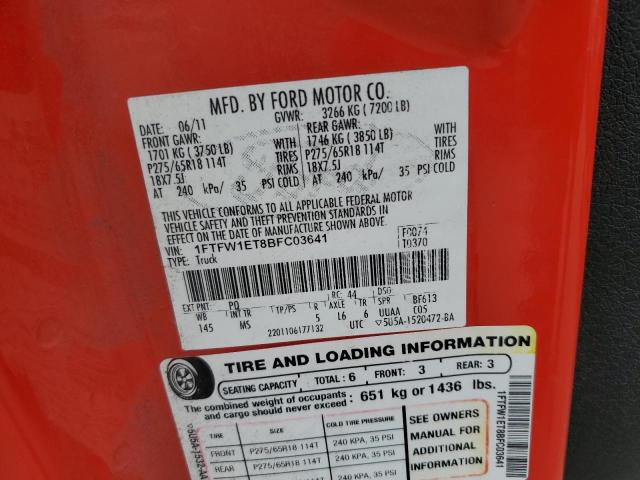 MFD. BY FORD MOTOR CO.
DATE: 06/11 GVWR: 3266 KG ( 7200 LB)
FRONT GAWR: REAR GAWR:
1701 KG ( 3750 LB) WITH 1746 KG ( 3850 LB) WITH
P275/65R18 114T TIRES P275/65R18 114T TIRES
18X7.5J RIMS 18X7.5J RIMS
AT 240 kPa/ 35 PSI COLD AT 240 kPa/ 35 PSI COLD
THIS VEHICLE CONFORMS TO ALL APPLICABLE FEDERAL MOTOR
VEHICLE SAFETY AND THEFT PREVENTION STANDARDS IN
EFFECT ON THE DATE OF MANUFACTURE SHOWN ABOVE.
VIN: 1FTFW1ET8BFC03641 F0074
TYPE: Truck T0370
EXT PNT: PQ RC: 44 DSO:
WB INT TR TP/PS R AXLE TR SPR BF613
145 MS 5 L6 6 UUAA C05
2201106177132 UTC ▽5U5A-1520472-BA
TIRE AND LOADING INFORMATION
SEATING CAPACITY TOTAL : 6 FRONT: 3 REAR: 3
The combined weight of occupants
and cargo should never exceed : 651 kg or 1436 lbs.
TIRE SIZE COLD TIRE PRESSURE
FRONT P275/65R18 114T 240 KPA, 35 PSI
REAR P275/65R18 114T 240 KPA, 35 PSI
SEE OWNERS
MANUAL FOR
ADDITIONAL
INFORMATION
1FTFW1ET8BFC03641